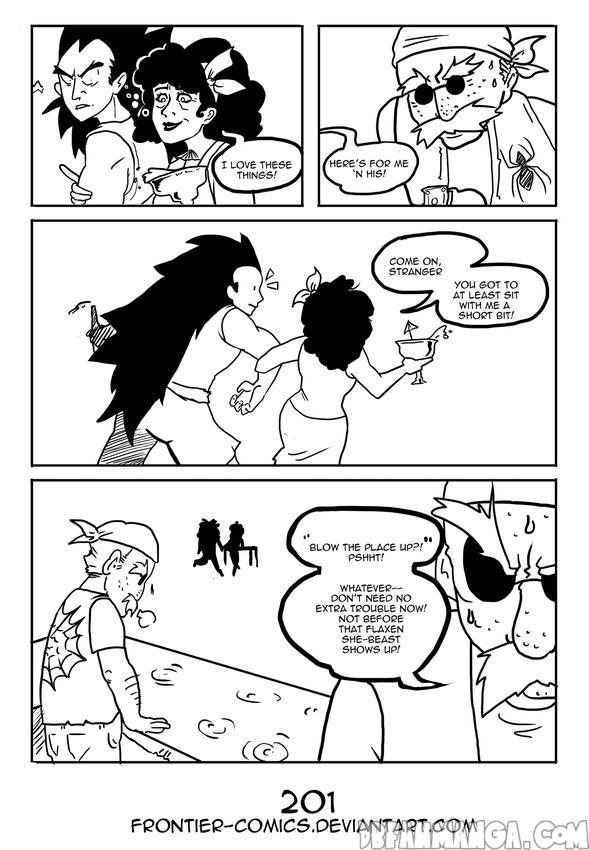 I LOVE THESE
THINGS!
HERE'S FOR ME
'N HIS!
COME ON,
STRANGER
YOU GOT TO
AT LEAST SIT
WITH ME A
SHORT BIT!
"BLOW THE PLACE UP?!"
PSHHT!
WHATEVER--
DON'T NEED NO
EXTRA TROUBLE NOW!
NOT BEFORE
THAT FLAXEN
SHE-BEAST
SHOWS UP!
201
FRONTIER-COMICS.DEVIANTART.COM
DBFANMANGA.COM